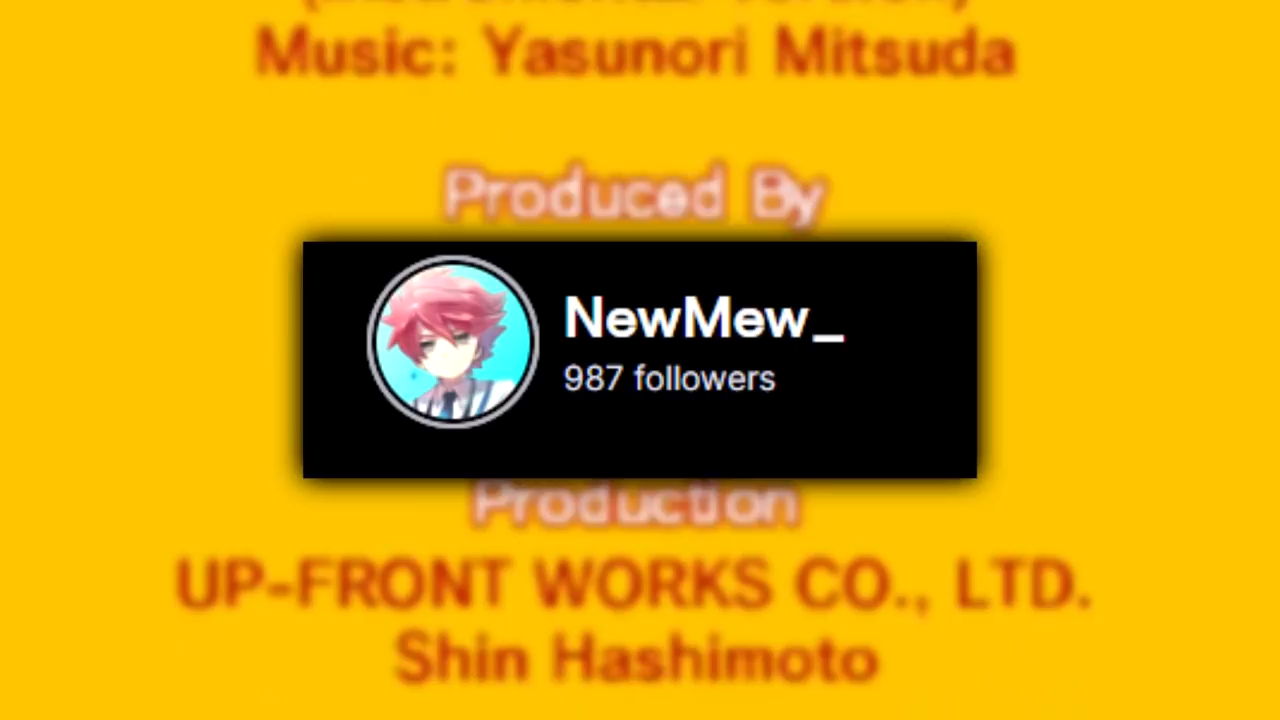 Music: Yasunori Mitsuda
Produced By
NewMew_
987 followers
Production
UP-FRONT WORKS CO., LTD.
Shin Hashimoto